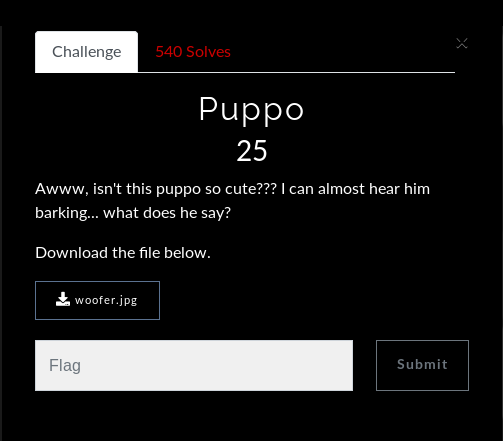 Challenge
540 Solves
Puppo
25
Awww, isn't this puppo so cute??? I can almost hear him
barking... what does he say?
Download the file below.
woofer.jpg
Flag
Submit